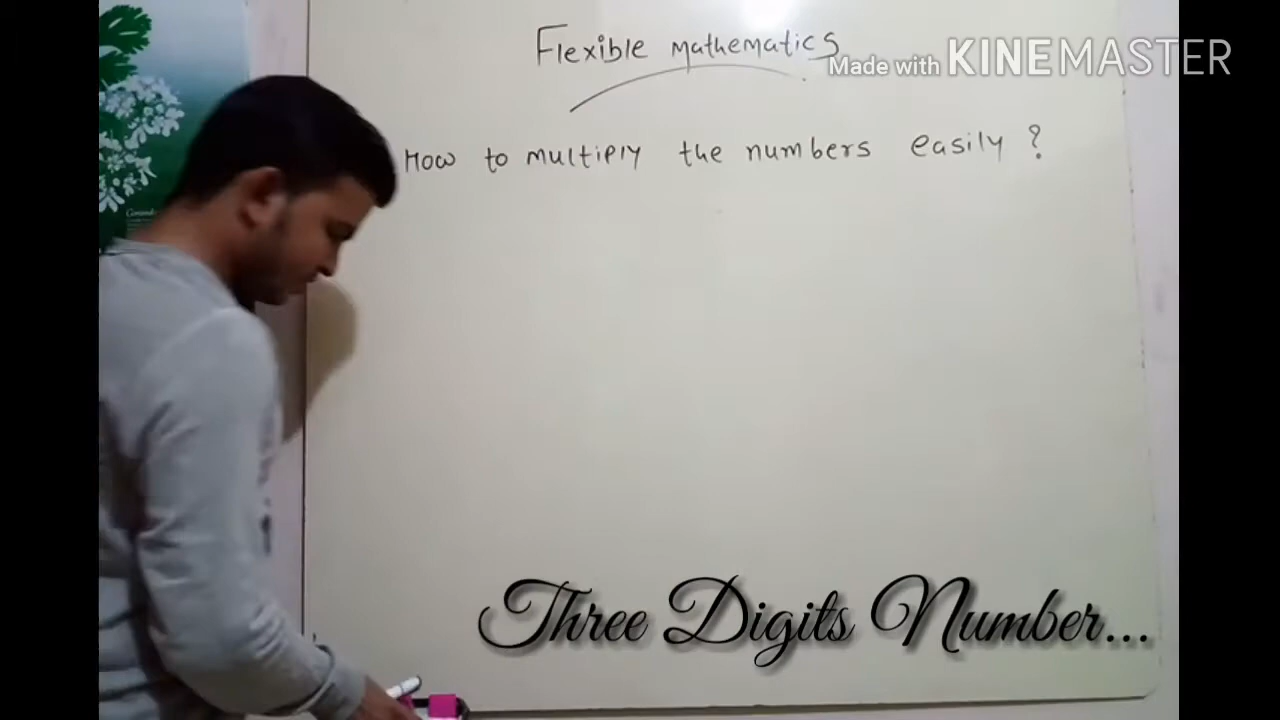 Flexible mathematics
Made with KINEMASTER
How to multiply the numbers easily ?
Three Digits Number...